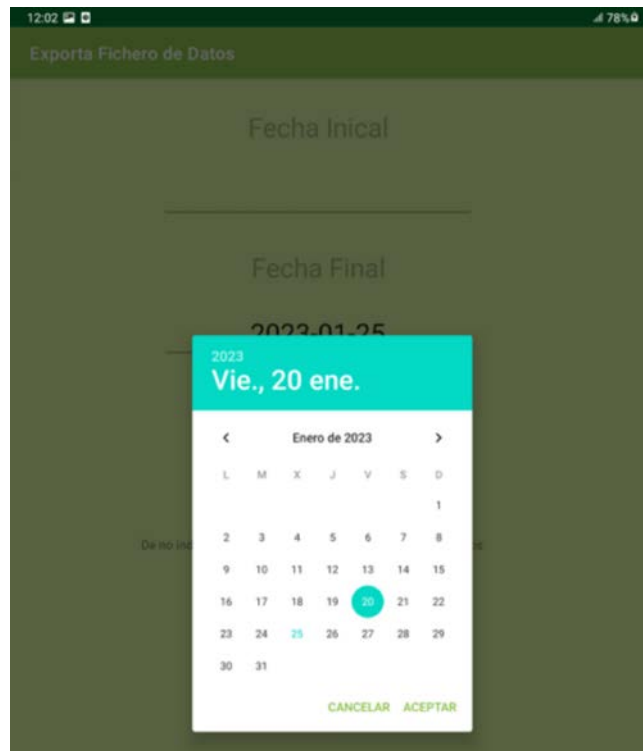 12:02 78%
Exporta Fichero de Datos
Fecha Inical
Fecha Final
2023-01-25
2023
Vie., 20 ene.
Enero de 2023
L M X J V S D
1
2 3 4 5 6 7 8
9 10 11 12 13 14 15
16 17 18 19 20 21 22
23 24 25 26 27 28 29
30 31
De no
CANCELAR ACEPTAR